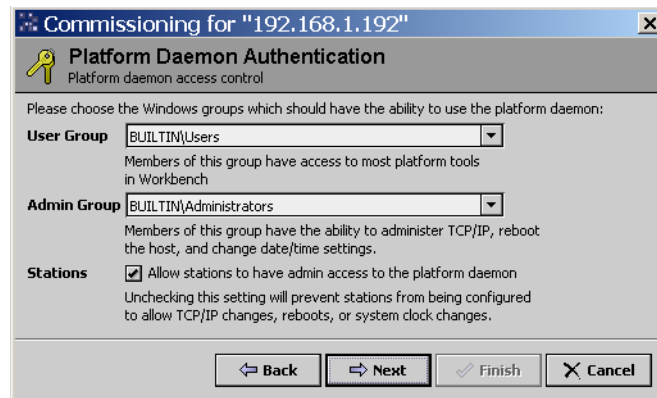 Commissioning for "192.168.1.192"
Platform Daemon Authentication
Platform daemon access control
Please choose the Windows groups which should have the ability to use the platform daemon:
User Group BUILTIN\Users
Members of this group have access to most platform tools
in Workbench
Admin Group BUILTIN\Administrators
Members of this group have the ability to administer TCP/IP, reboot
the host, and change date/time settings.
Stations Allow stations to have admin access to the platform daemon
Unchecking this setting will prevent stations from being configured
to allow TCP/IP changes, reboots, or system clock changes.
Back Next Finish Cancel